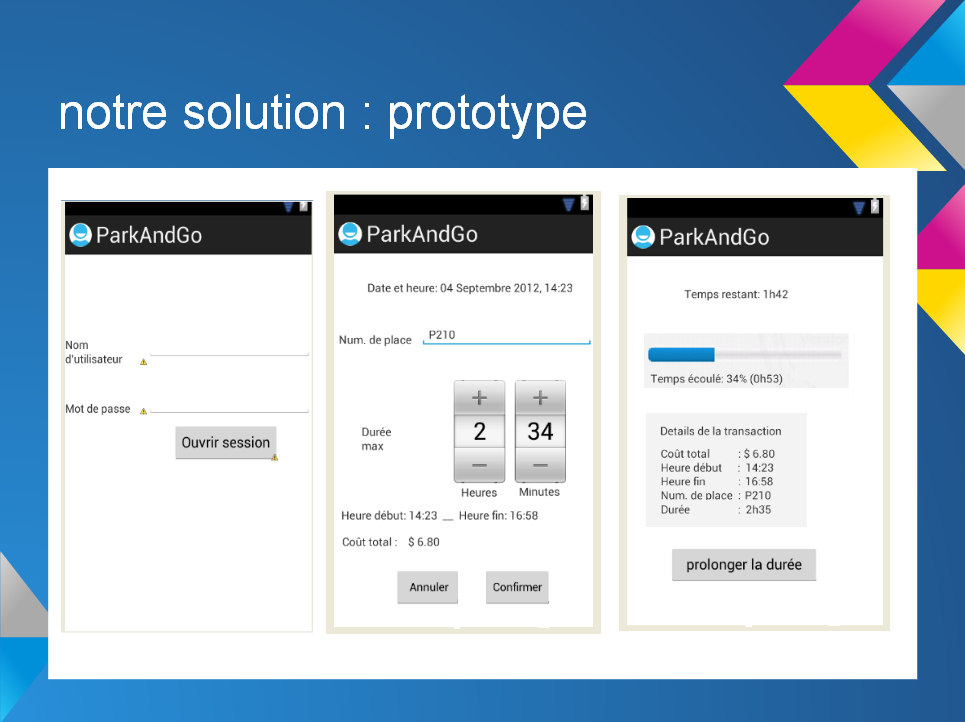 notre solution : prototype
ParkAndGo
Nom
d'utilisateur
Mot de passe
Ouvrir session
ParkAndGo
Date et heure: 04 Septembre 2012, 14:23
Num. de place P210
+ +
Durée
max
2 34
— —
Heures Minutes
Heure début: 14:23 __ Heure fin: 16:58
Coût total : $ 6.80
Annuler Confirmer
ParkAndGo
Temps restant: 1h42
Temps écoulé: 34% (0h53)
Details de la transaction
Coût total : $ 6.80
Heure début : 14:23
Heure fin : 16:58
Num. de place : P210
Durée : 2h35
prolonger la durée